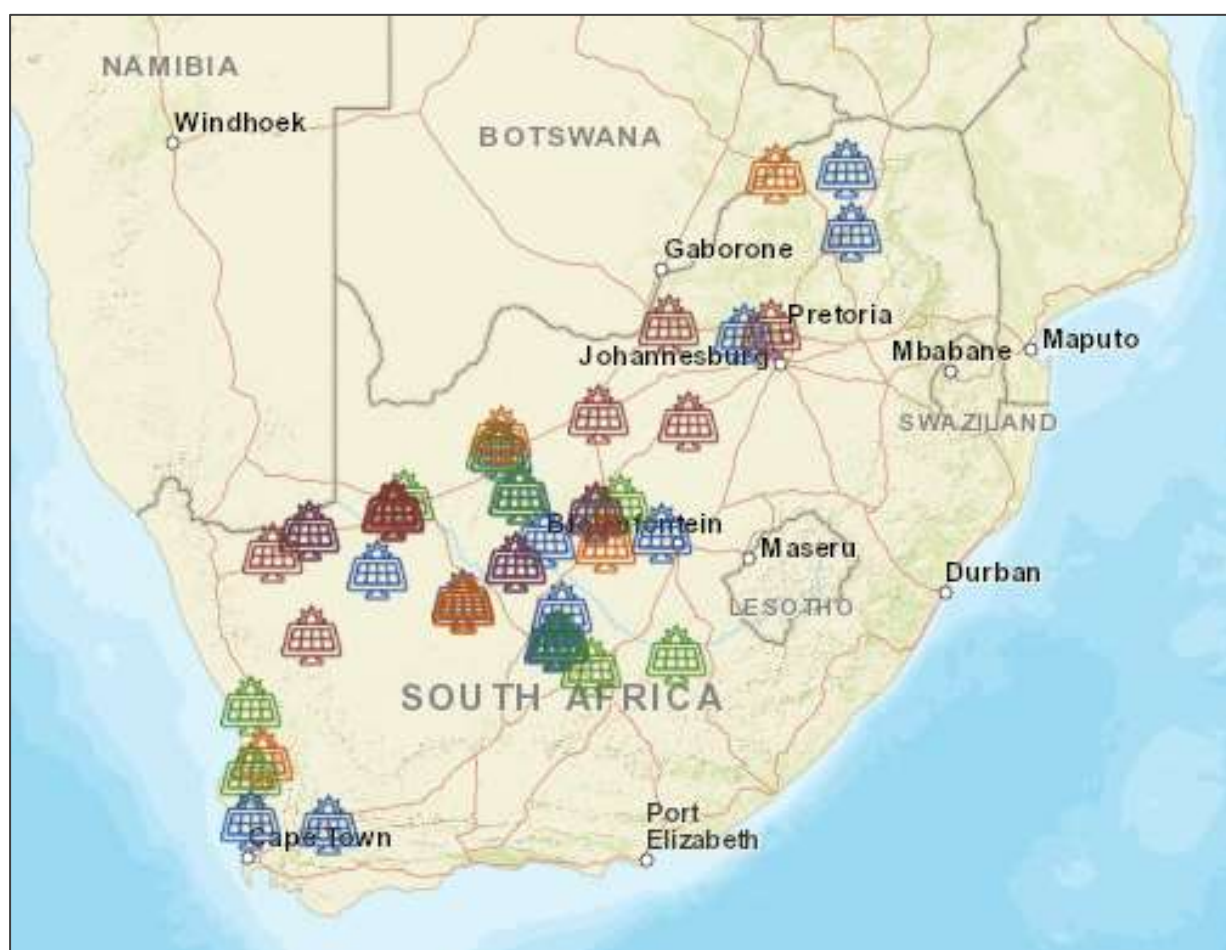 NAMIBIA
Windhoek
BOTSWANA
Gaborone
Pretoria
Johannesburg
Mbabane
Maputo
SWAZILAND
Maseru
Durban
LESOTHO
SOUTH AFRICA
Port
Elizabeth
Cape Town